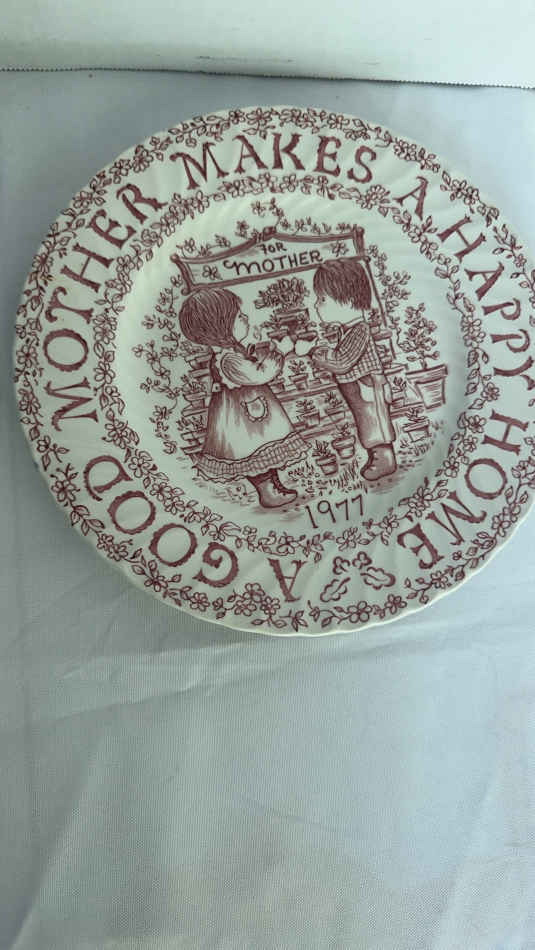 A GOOD MOTHER MAKES A HAPPY HOME
FOR
MOTHER
1977